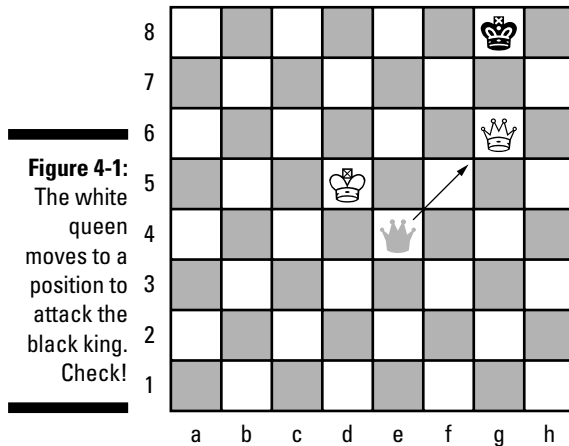 8
7
6
5
4
3
2
1
Figure 4-1:
The white
queen
moves to a
position to
attack the
black king.
Check!
a b c d e f g h